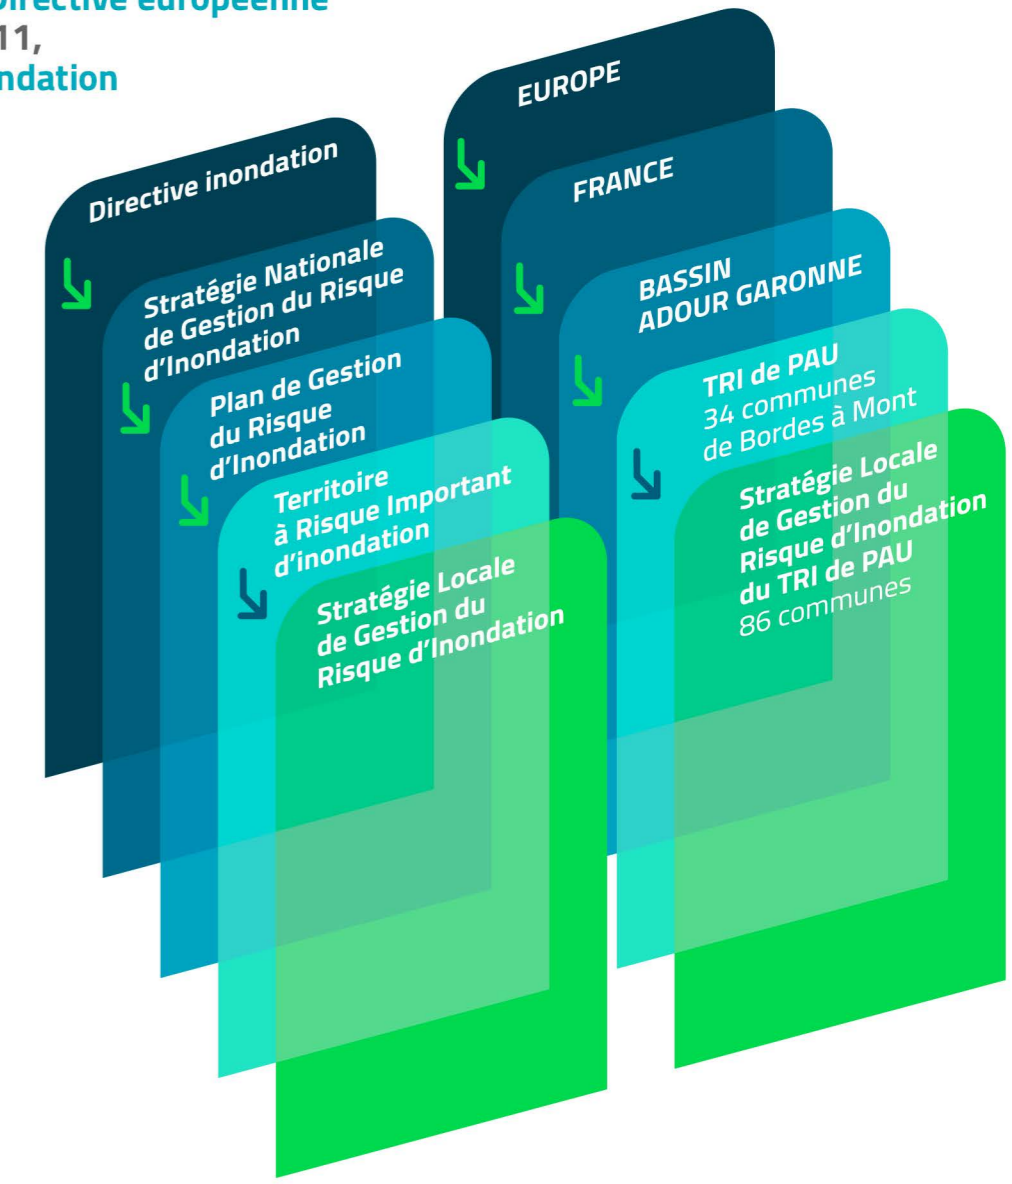 Directive européenne
11,
ndation
Directive inondation
Stratégie Nationale
de Gestion du Risque
d'Inondation
Plan de Gestion
du Risque
d'Inondation
Territoire
à Risque Important
d'inondation
Stratégie Locale
de Gestion du
Risque d'Inondation
EUROPE
FRANCE
BASSIN
ADOUR GARONNE
TRI de PAU
34 communes
de Bordes à Mont
Stratégie Locale
de Gestion du
Risque d'Inondation
du TRI de PAU
86 communes